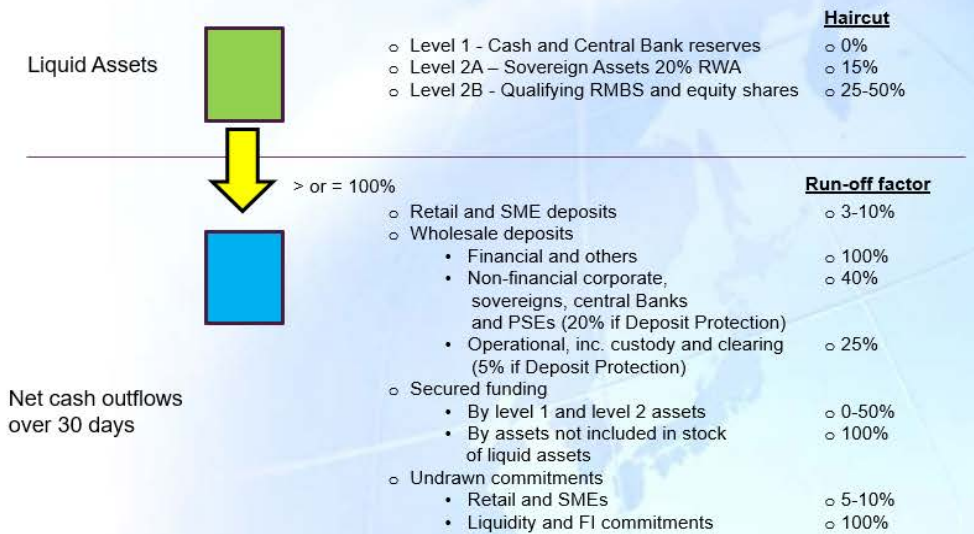 Haircut
Liquid Assets
o Level 1 - Cash and Central Bank reserves o 0%
o Level 2A – Sovereign Assets 20% RWA o 15%
o Level 2B - Qualifying RMBS and equity shares o 25-50%
> or = 100%
Run-off factor
o Retail and SME deposits o 3-10%
o Wholesale deposits
• Financial and others o 100%
• Non-financial corporate, o 40%
sovereigns, central Banks
and PSEs (20% if Deposit Protection)
• Operational, inc. custody and clearing o 25%
(5% if Deposit Protection)
Net cash outflows
over 30 days
o Secured funding
• By level 1 and level 2 assets o 0-50%
• By assets not included in stock o 100%
of liquid assets
o Undrawn commitments
• Retail and SMEs o 5-10%
• Liquidity and FI commitments o 100%